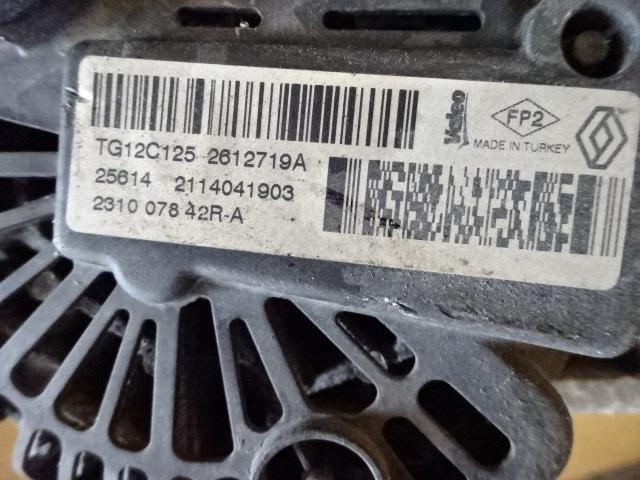 Valeo
FP2
MADE IN TURKEY
TG12C125 2612719A
25614 2114041903
2310 078 42R-A